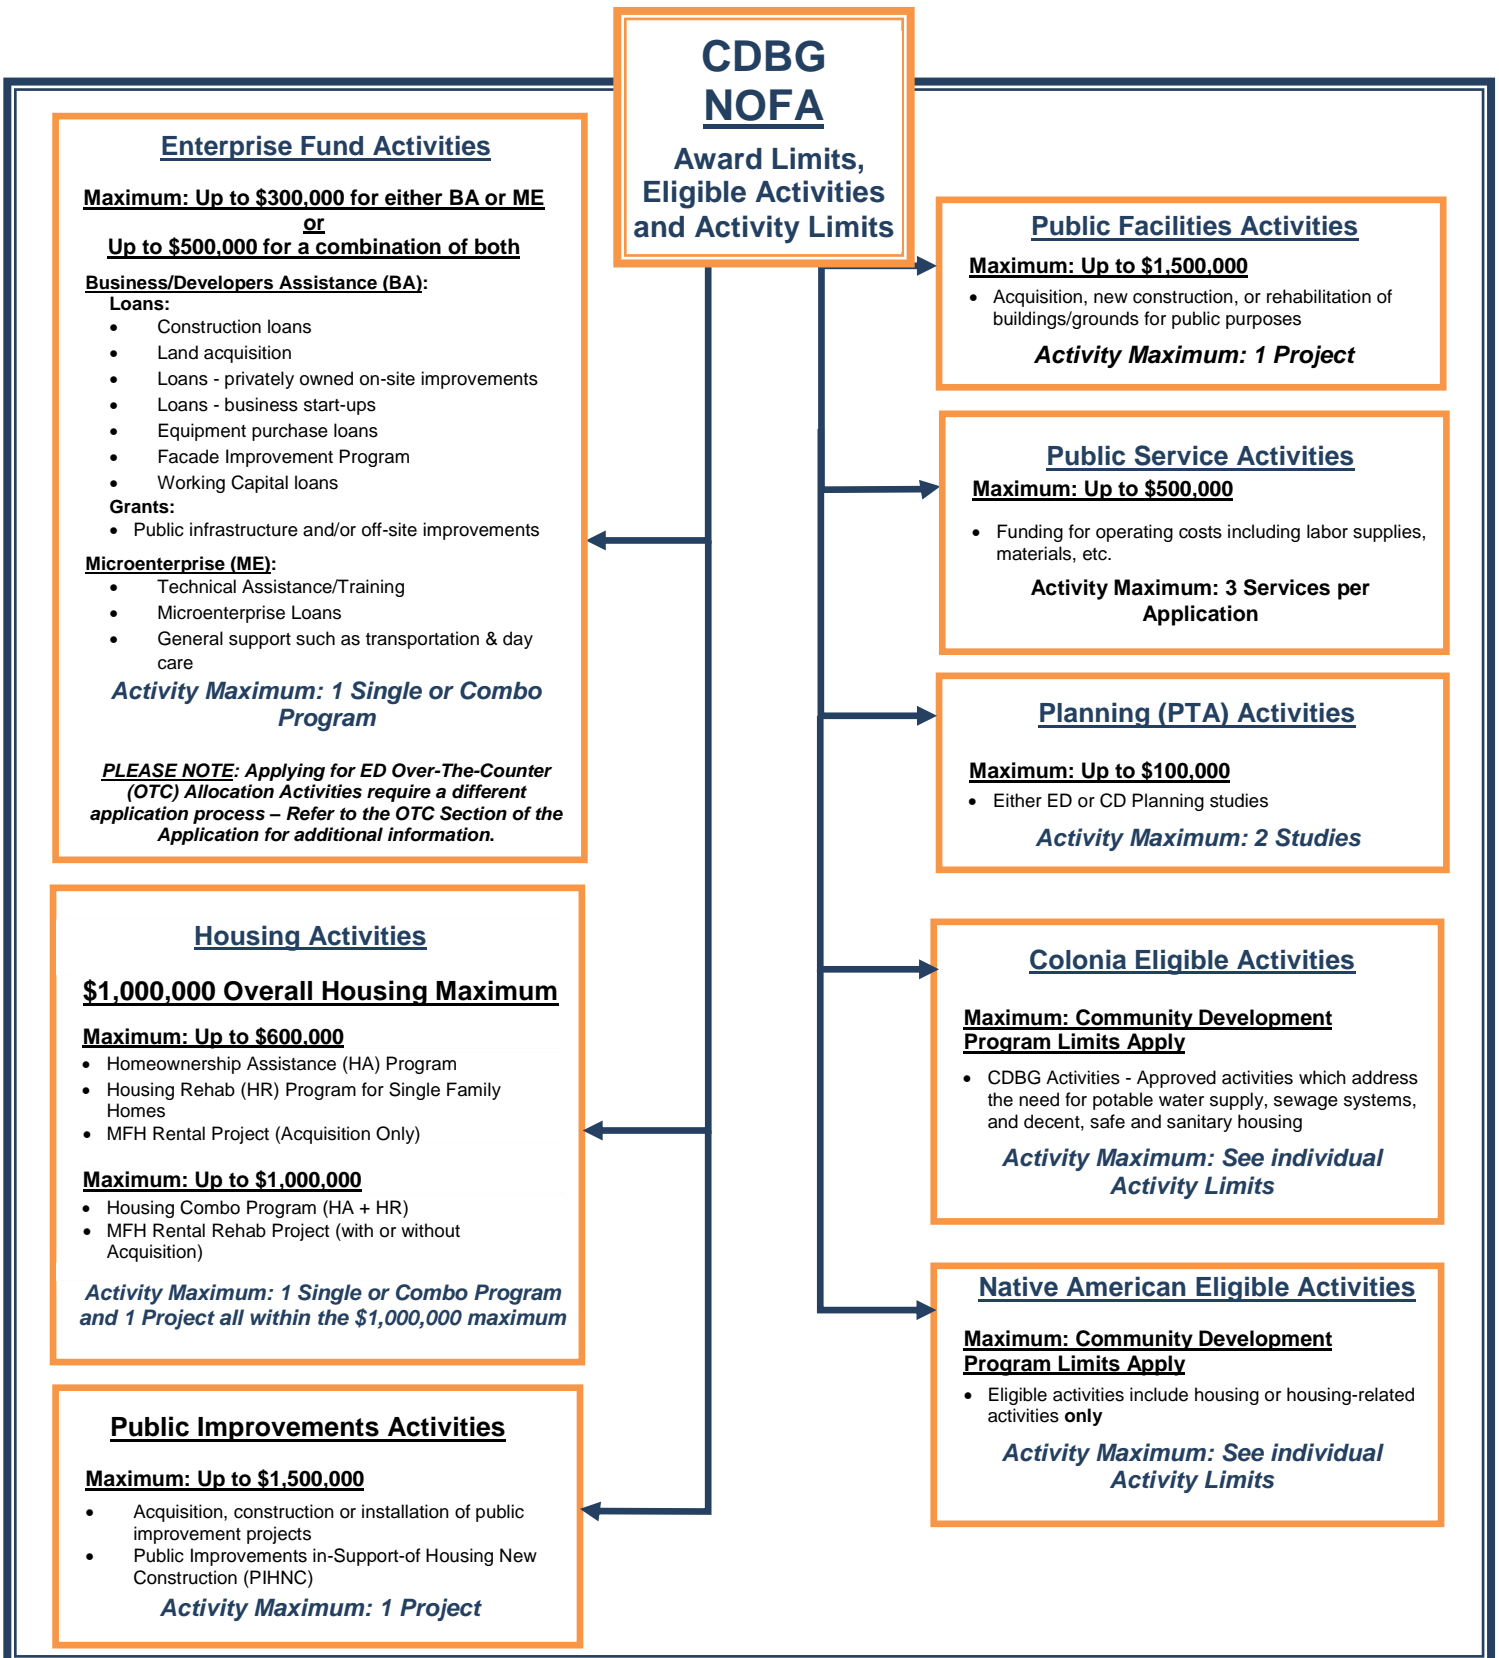 CDBG
NOFA
Award Limits,
Eligible Activities
and Activity Limits
Enterprise Fund Activities
Maximum: Up to $300,000 for either BA or ME
or
Up to $500,000 for a combination of both
Business/Developers Assistance (BA):
Loans:
• Construction loans
• Land acquisition
• Loans - privately owned on-site improvements
• Loans - business start-ups
• Equipment purchase loans
• Facade Improvement Program
• Working Capital loans
Grants:
• Public infrastructure and/or off-site improvements
Microenterprise (ME):
• Technical Assistance/Training
• Microenterprise Loans
• General support such as transportation & day
care
Activity Maximum: 1 Single or Combo
Program
PLEASE NOTE: Applying for ED Over-The-Counter
(OTC) Allocation Activities require a different
application process – Refer to the OTC Section of the
Application for additional information.
Housing Activities
$1,000,000 Overall Housing Maximum
Maximum: Up to $600,000
• Homeownership Assistance (HA) Program
• Housing Rehab (HR) Program for Single Family
Homes
• MFH Rental Project (Acquisition Only)
Maximum: Up to $1,000,000
• Housing Combo Program (HA + HR)
• MFH Rental Rehab Project (with or without
Acquisition)
Activity Maximum: 1 Single or Combo Program
and 1 Project all within the $1,000,000 maximum
Public Improvements Activities
Maximum: Up to $1,500,000
• Acquisition, construction or installation of public
improvement projects
• Public Improvements in-Support-of Housing New
Construction (PIHNC)
Activity Maximum: 1 Project
Public Facilities Activities
Maximum: Up to $1,500,000
• Acquisition, new construction, or rehabilitation of
buildings/grounds for public purposes
Activity Maximum: 1 Project
Public Service Activities
Maximum: Up to $500,000
• Funding for operating costs including labor supplies,
materials, etc.
Activity Maximum: 3 Services per
Application
Planning (PTA) Activities
Maximum: Up to $100,000
• Either ED or CD Planning studies
Activity Maximum: 2 Studies
Colonia Eligible Activities
Maximum: Community Development
Program Limits Apply
• CDBG Activities - Approved activities which address
the need for potable water supply, sewage systems,
and decent, safe and sanitary housing
Activity Maximum: See individual
Activity Limits
Native American Eligible Activities
Maximum: Community Development
Program Limits Apply
• Eligible activities include housing or housing-related
activities only
Activity Maximum: See individual
Activity Limits